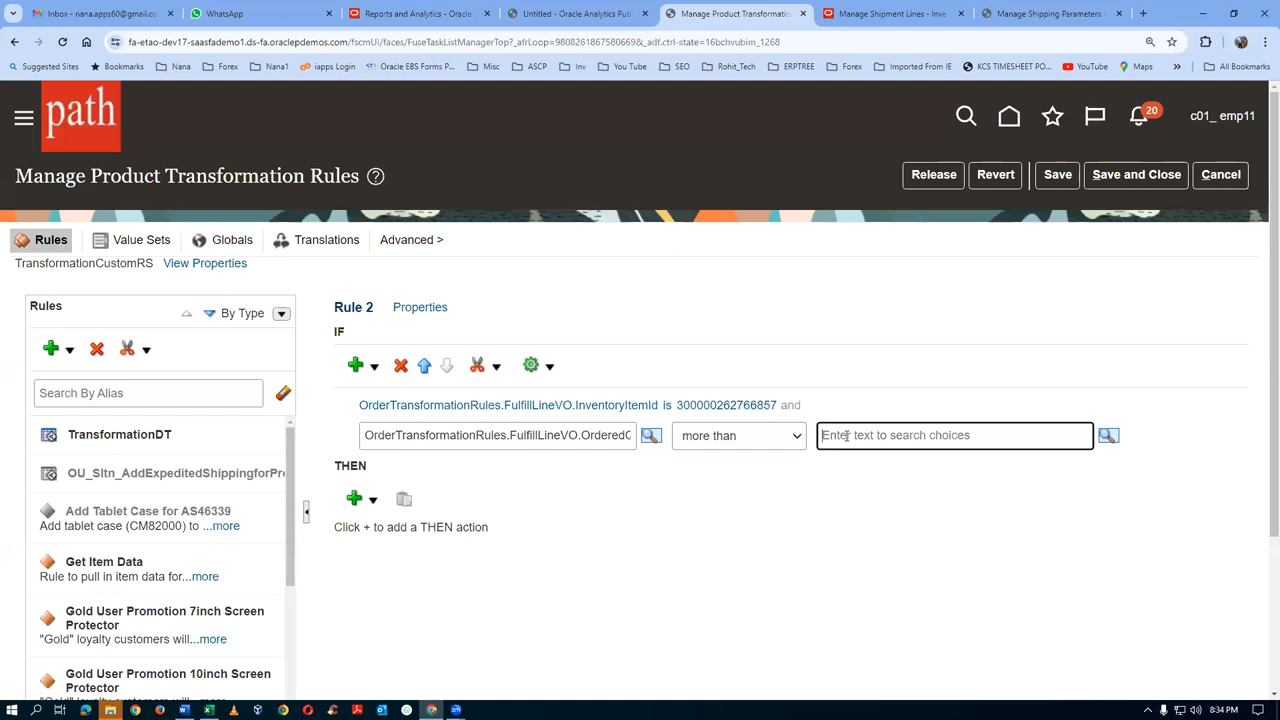 Inbox - nana.apps60@gmail.co
WhatsApp
Reports and Analytics - Oracle
Untitled - Oracle Analytics Pub
Manage Product Transformation
Manage Shipment Lines - Inve
Manage Shipping Parameters -
fa-etao-dev17-saasfademo1.ds-fa.oraclepdemos.com/fscmUI/faces/FuseTaskListManagerTop?_afrLoop=98082618675806​69&_adf.ctrl-state=16bchvubim_1268
Suggested Sites
Bookmarks
Nana
Forex
Nana1
iapps Login
Oracle EBS Forms P...
Misc
ASCP
Inv
You Tube
SEO
Rohit_Tech
ERPTREE
Forex
Imported From IE
KCS TIMESHEET PO...
YouTube
Maps
All Bookmarks
path
20
c01_ emp11
Manage Product Transformation Rules
Release
Revert
Save
Save and Close
Cancel
Rules
Value Sets
Globals
Translations
Advanced >
TransformationCustomRS View Properties
Rules
By Type
Search By Alias
TransformationDT
OU_Sltn_AddExpeditedShippingforPr
Add Tablet Case for AS46339
Add tablet case (CM82000) to ...more
Get Item Data
Rule to pull in item data for...more
Gold User Promotion 7inch Screen
Protector
"Gold" loyalty customers will...more
Gold User Promotion 10inch Screen
Protector
Rule 2 Properties
IF
OrderTransformationRules.FulfillLineVO.InventoryItemId is 300000262766857 and
OrderTransformationRules.FulfillLineVO.OrderedQ
more than
Enter text to search choices
THEN
Click + to add a THEN action
8:34 PM